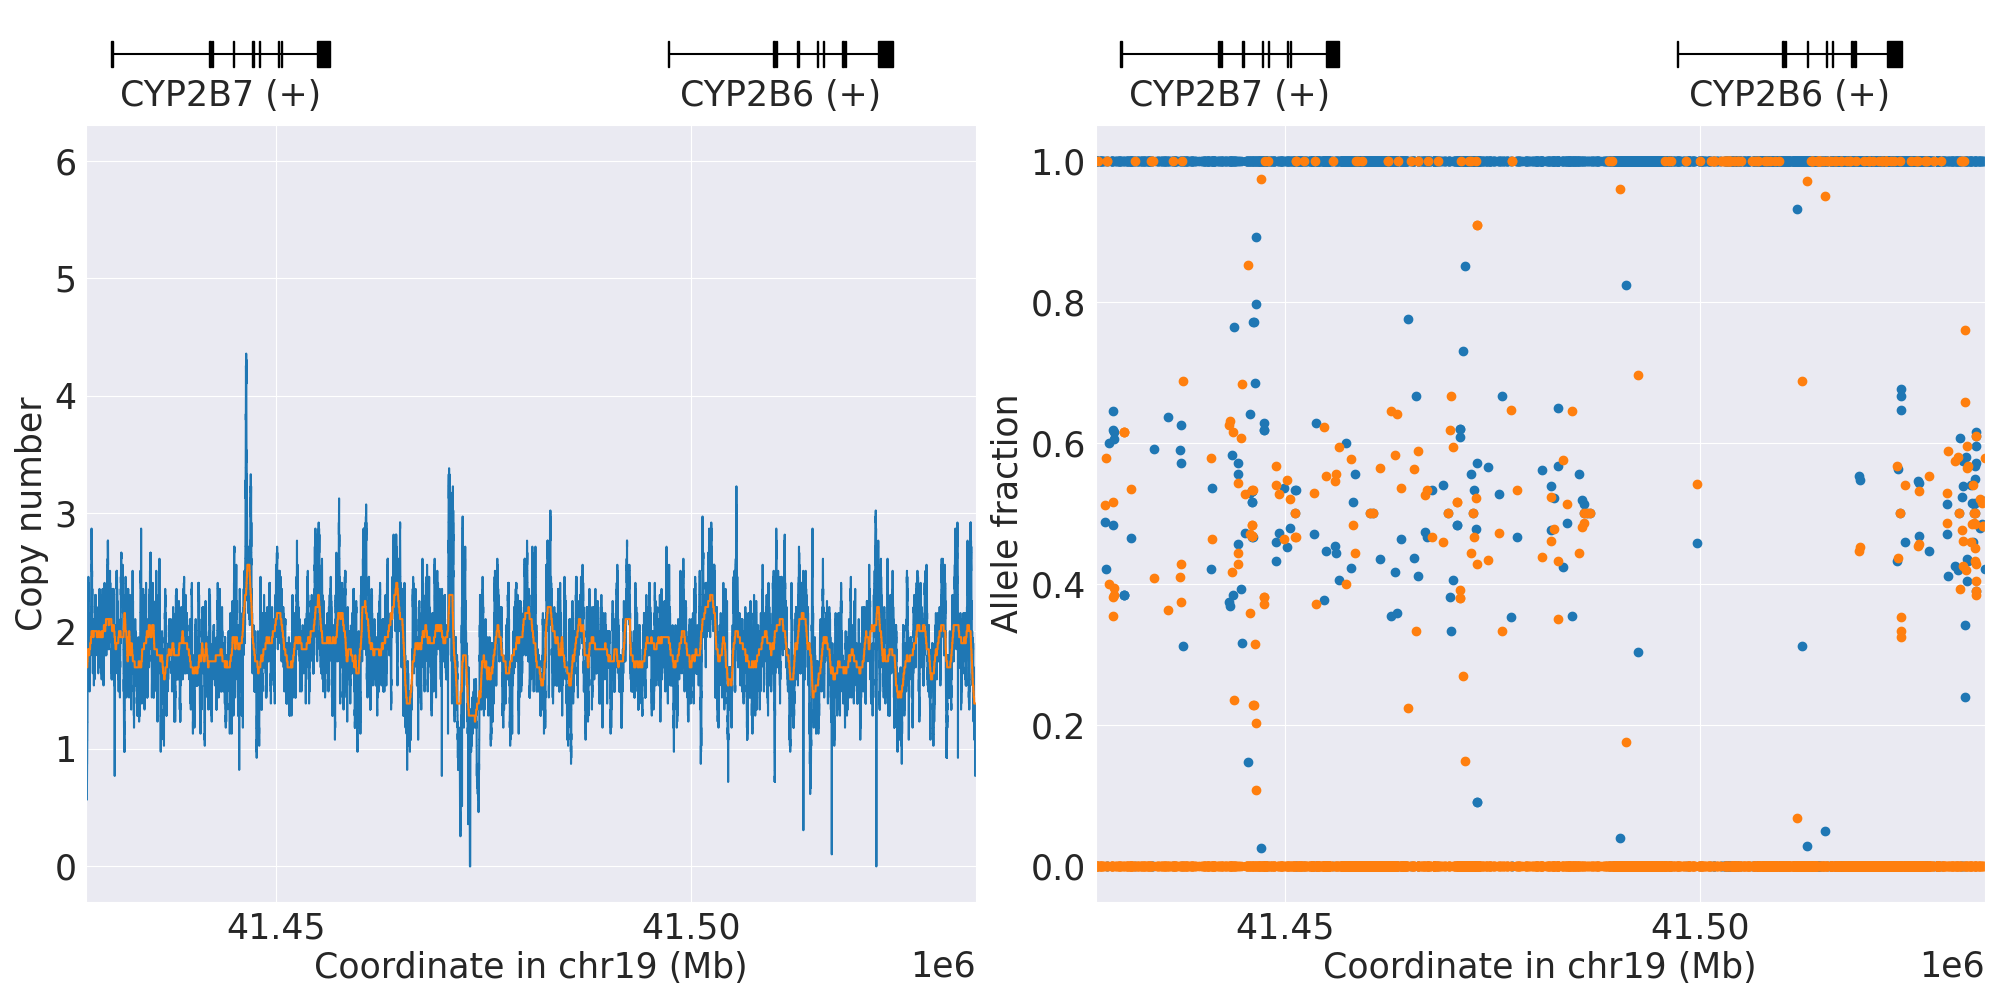 CYP2B7 (+) CYP2B6 (+)
CYP2B7 (+) CYP2B6 (+)
Copy number
6
5
4
3
2
1
0
41.45 41.50
Coordinate in chr19 (Mb) 1e6
Allele fraction
1.0
0.8
0.6
0.4
0.2
0.0
41.45 41.50
Coordinate in chr19 (Mb) 1e6